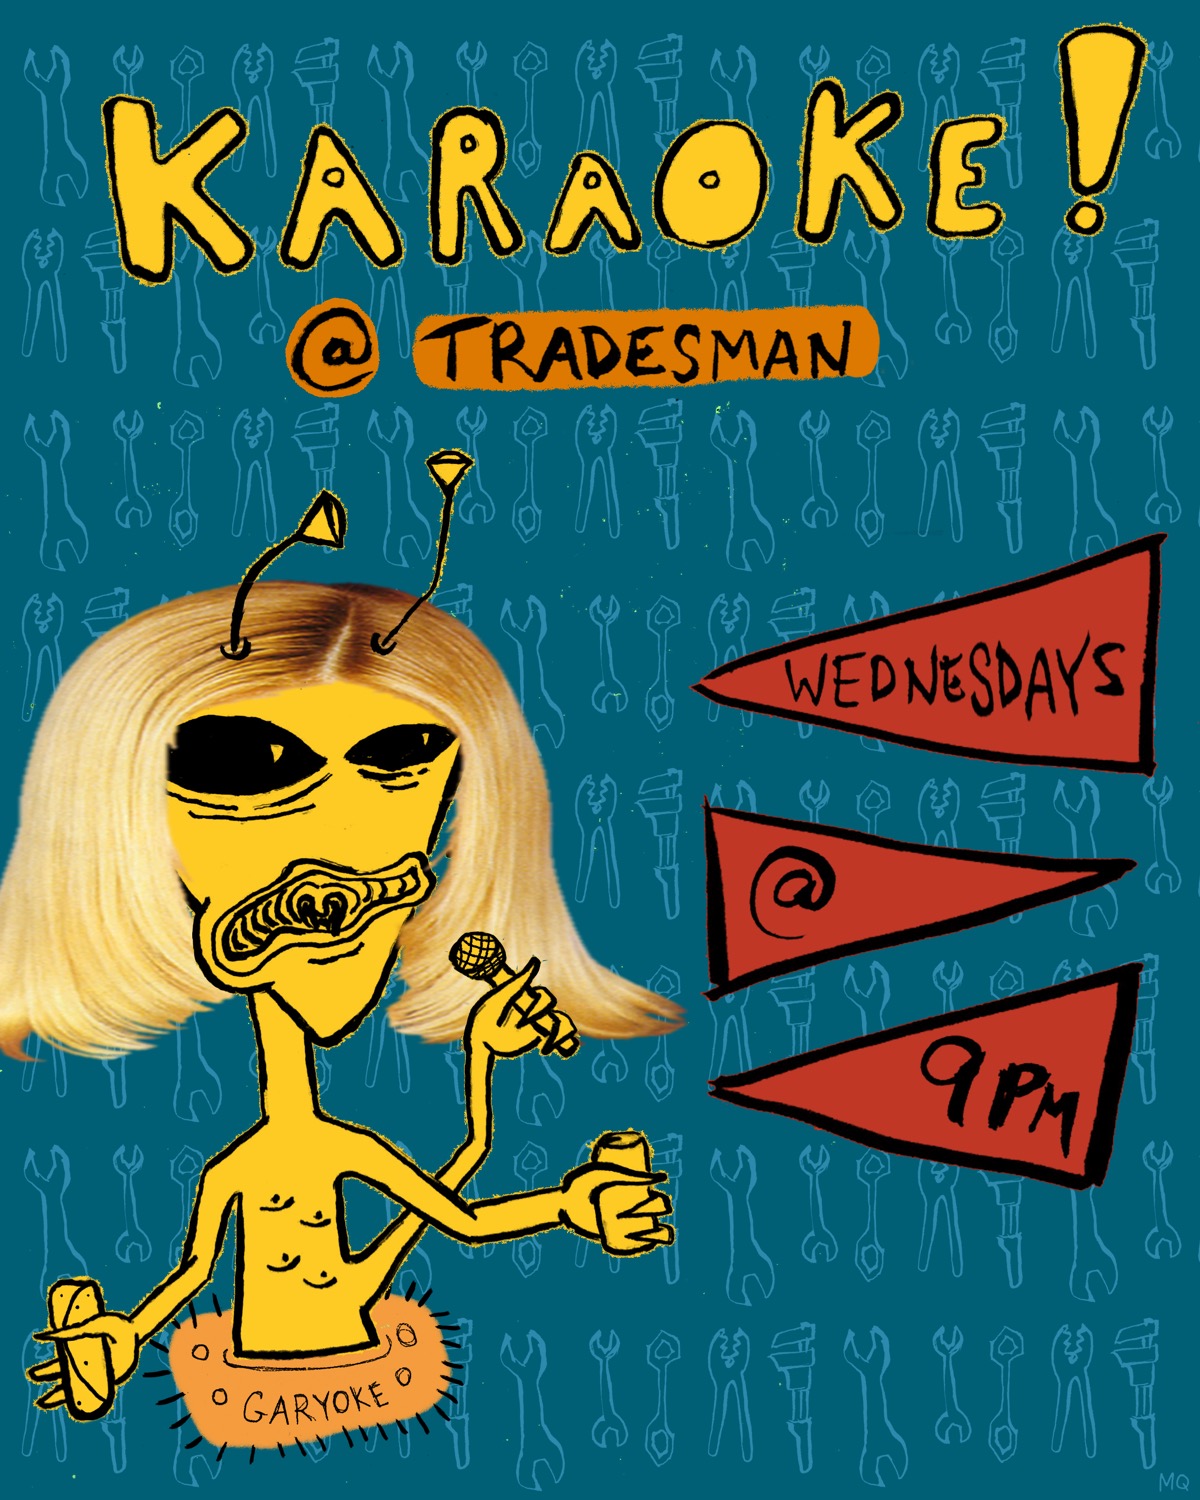 KARAOKE!
@ TRADESMAN
WEDNESDAYS
@
9PM
GARYOKE
MQ